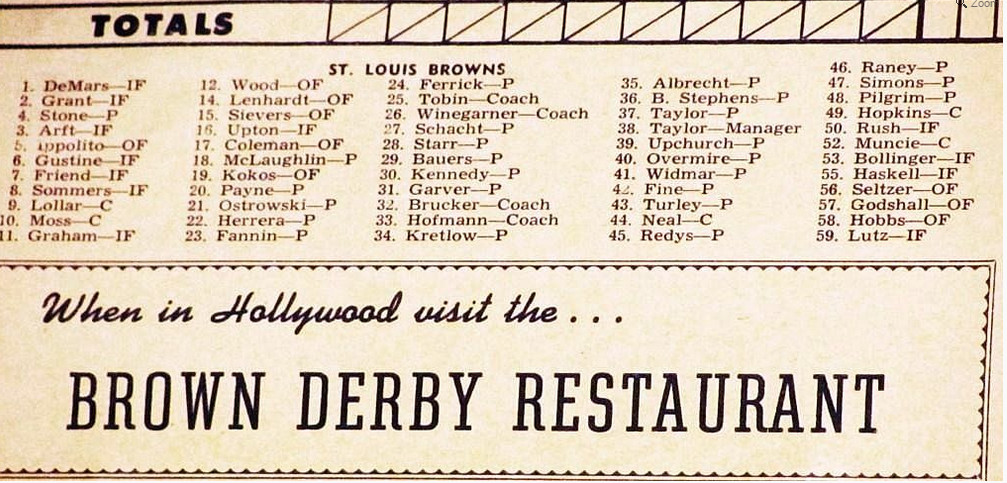 Zoom
TOTALS
ST. LOUIS BROWNS
1. DeMars—IF
2. Grant—IF
4. Stone—P
3. Arft—IF
5. Ippolito—OF
6. Gustine—IF
7. Friend—IF
8. Sommers—IF
9. Lollar—C
10. Moss—C
11. Graham—IF
12. Wood—OF
14. Lenhardt—OF
15. Sievers—OF
16. Upton—IF
17. Coleman—OF
18. McLaughlin—P
19. Kokos—OF
20. Payne—P
21. Ostrowski—P
22. Herrera—P
23. Fannin—P
24. Ferrick—P
25. Tobin—Coach
26. Winegarner—Coach
27. Schacht—P
28. Starr—P
29. Bauers—P
30. Kennedy—P
31. Garver—P
32. Brucker—Coach
33. Hofmann—Coach
34. Kretlow—P
35. Albrecht—P
36. B. Stephens—P
37. Taylor—P
38. Taylor—Manager
39. Upchurch—P
40. Overmire—P
41. Widmar—P
42. Fine—P
43. Turley—P
44. Neal—C
45. Redys—P
46. Raney—P
47. Simons—P
48. Pilgrim—P
49. Hopkins—C
50. Rush—IF
52. Muncie—C
53. Bollinger—IF
55. Haskell—IF
56. Seltzer—OF
57. Godshall—OF
58. Hobbs—OF
59. Lutz—IF
When in Hollywood visit the . . .
BROWN DERBY RESTAURANT